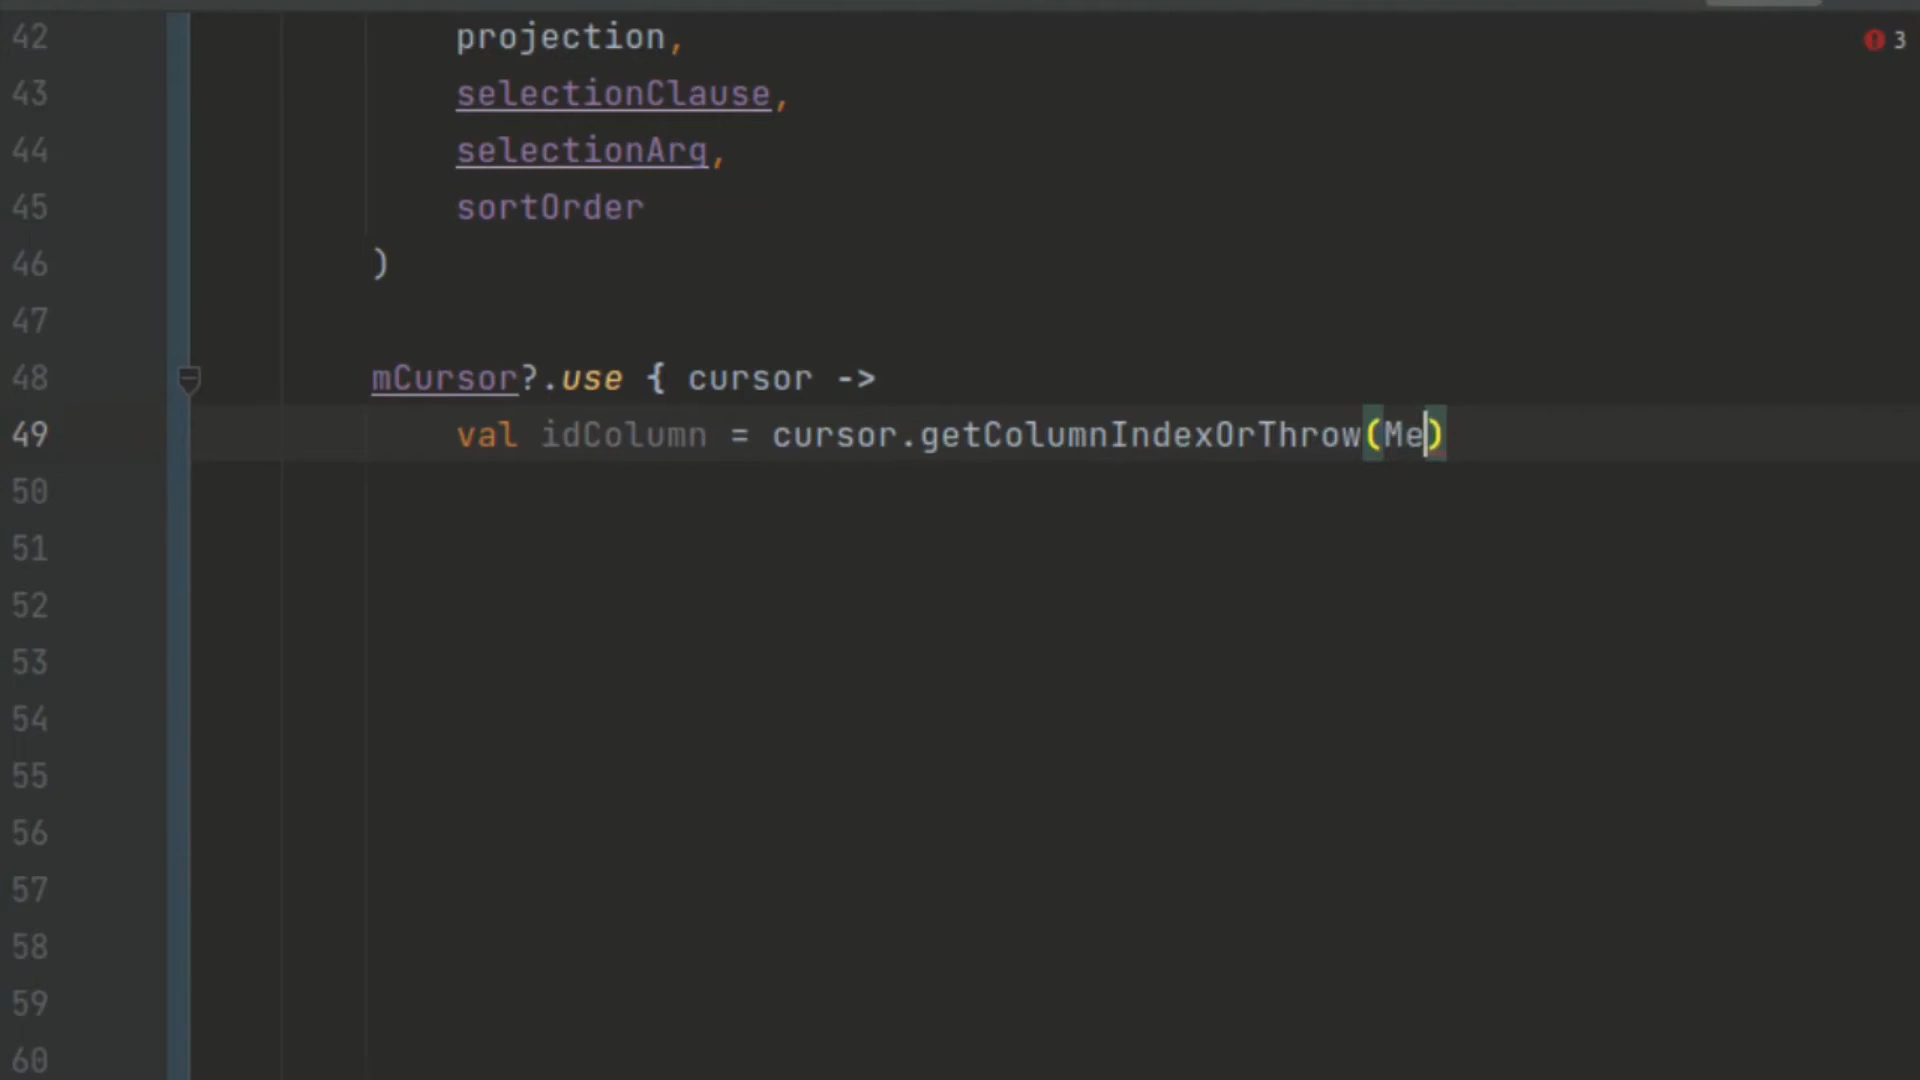 42 projection,
43 selectionClause,
44 selectionArg,
45 sortOrder
46 )
47
48 mCursor?.use { cursor ->
49 val idColumn = cursor.getColumnIndexOrThrow(Me)
50
51
52
53
54
55
56
57
58
59
60
3